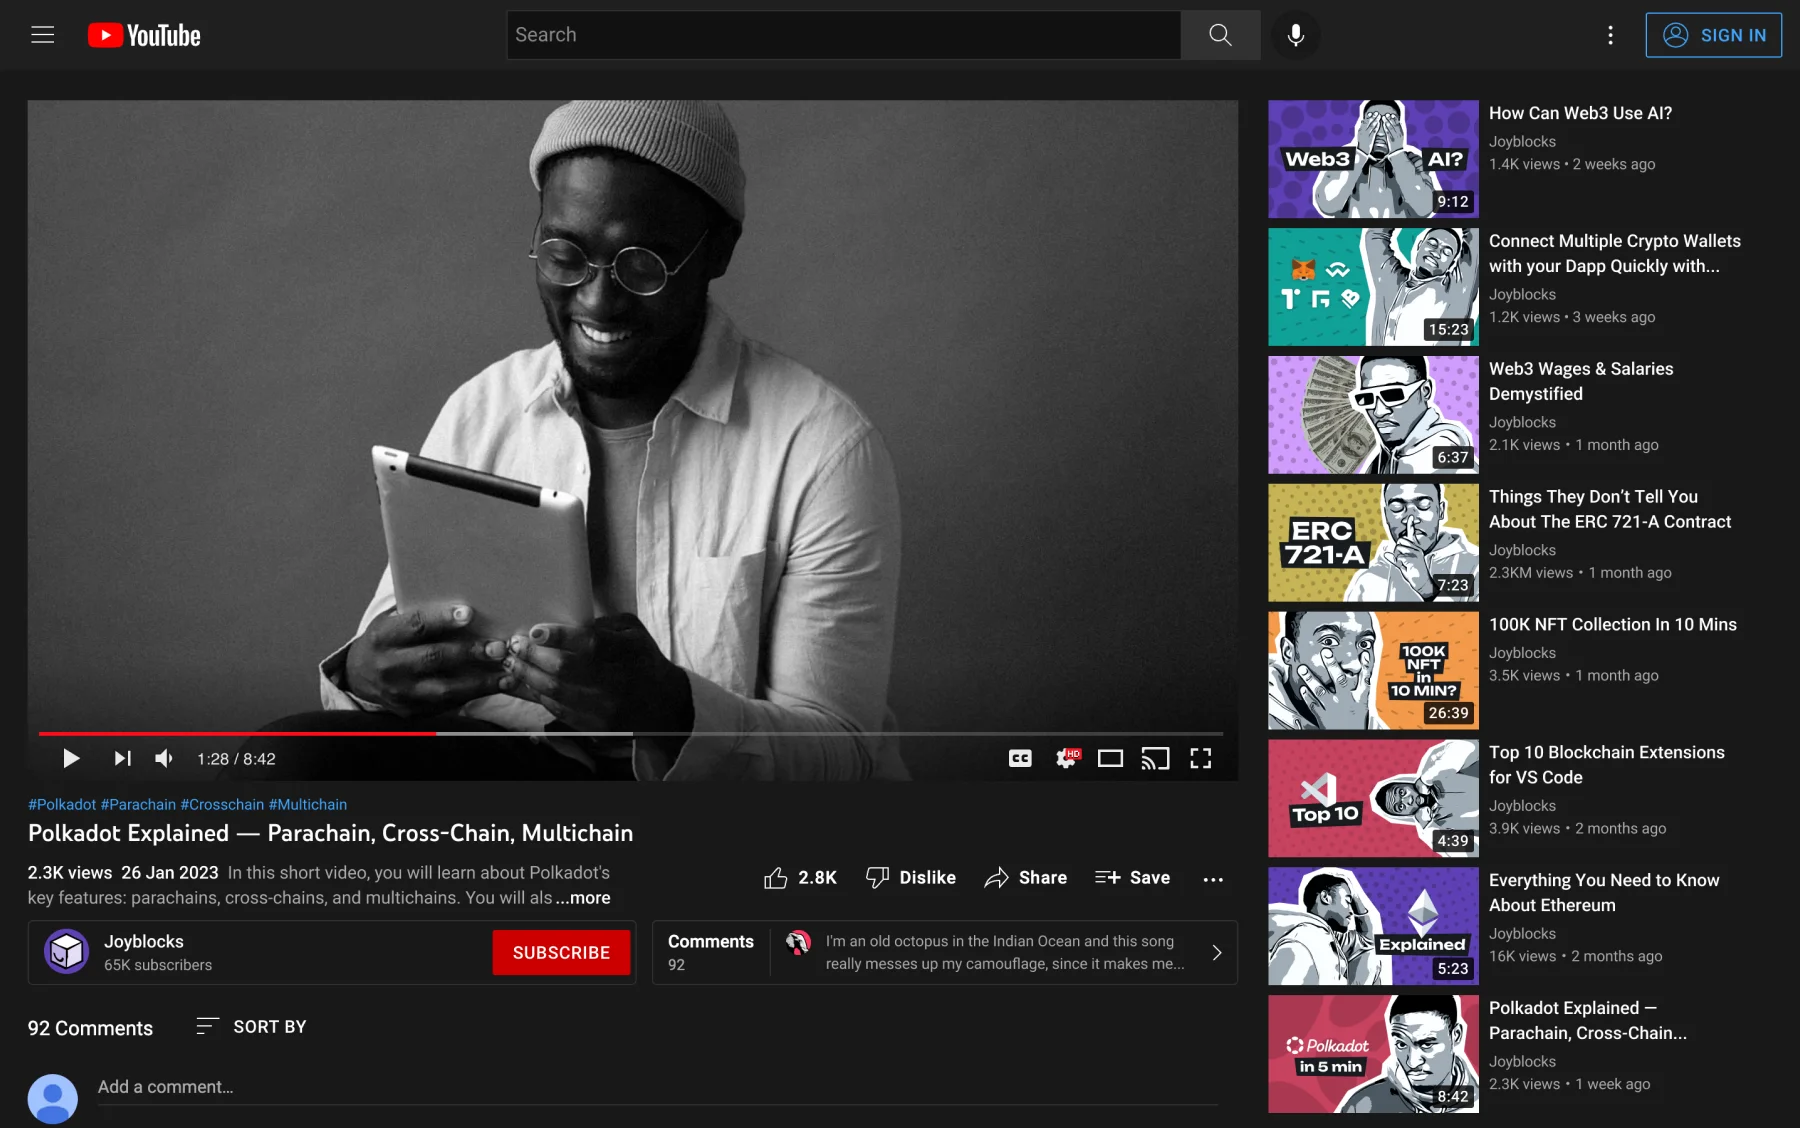 YouTube
Search
SIGN IN
HD
1:28 / 8:42
#Polkadot #Parachain #Crosschain #Multichain
Polkadot Explained — Parachain, Cross-Chain, Multichain
2.3K views 26 Jan 2023 In this short video, you will learn about Polkadot's
key features: parachains, cross-chains, and multichains. You will als ...more
2.8K
Dislike
Share
Save
Joyblocks
65K subscribers
SUBSCRIBE
Comments
92
I'm an old octopus in the Indian Ocean and this song
really messes up my camouflage, since it makes me...
92 Comments
SORT BY
Add a comment...
Web3 AI?
9:12
How Can Web3 Use AI?
Joyblocks
1.4K views • 2 weeks ago
15:23
Connect Multiple Crypto Wallets
with your Dapp Quickly with...
Joyblocks
1.2K views • 3 weeks ago
6:37
Web3 Wages & Salaries
Demystified
Joyblocks
2.1K views • 1 month ago
ERC
721-A
7:23
Things They Don’t Tell You
About The ERC 721-A Contract
Joyblocks
2.3KM views • 1 month ago
100K
NFT
in
10 MIN?
26:39
100K NFT Collection In 10 Mins
Joyblocks
3.5K views • 1 month ago
Top 10
4:39
Top 10 Blockchain Extensions
for VS Code
Joyblocks
3.9K views • 2 months ago
Explained
5:23
Everything You Need to Know
About Ethereum
Joyblocks
16K views • 2 months ago
Polkadot
in 5 min
8:42
Polkadot Explained —
Parachain, Cross-Chain...
Joyblocks
2.3K views • 1 week ago